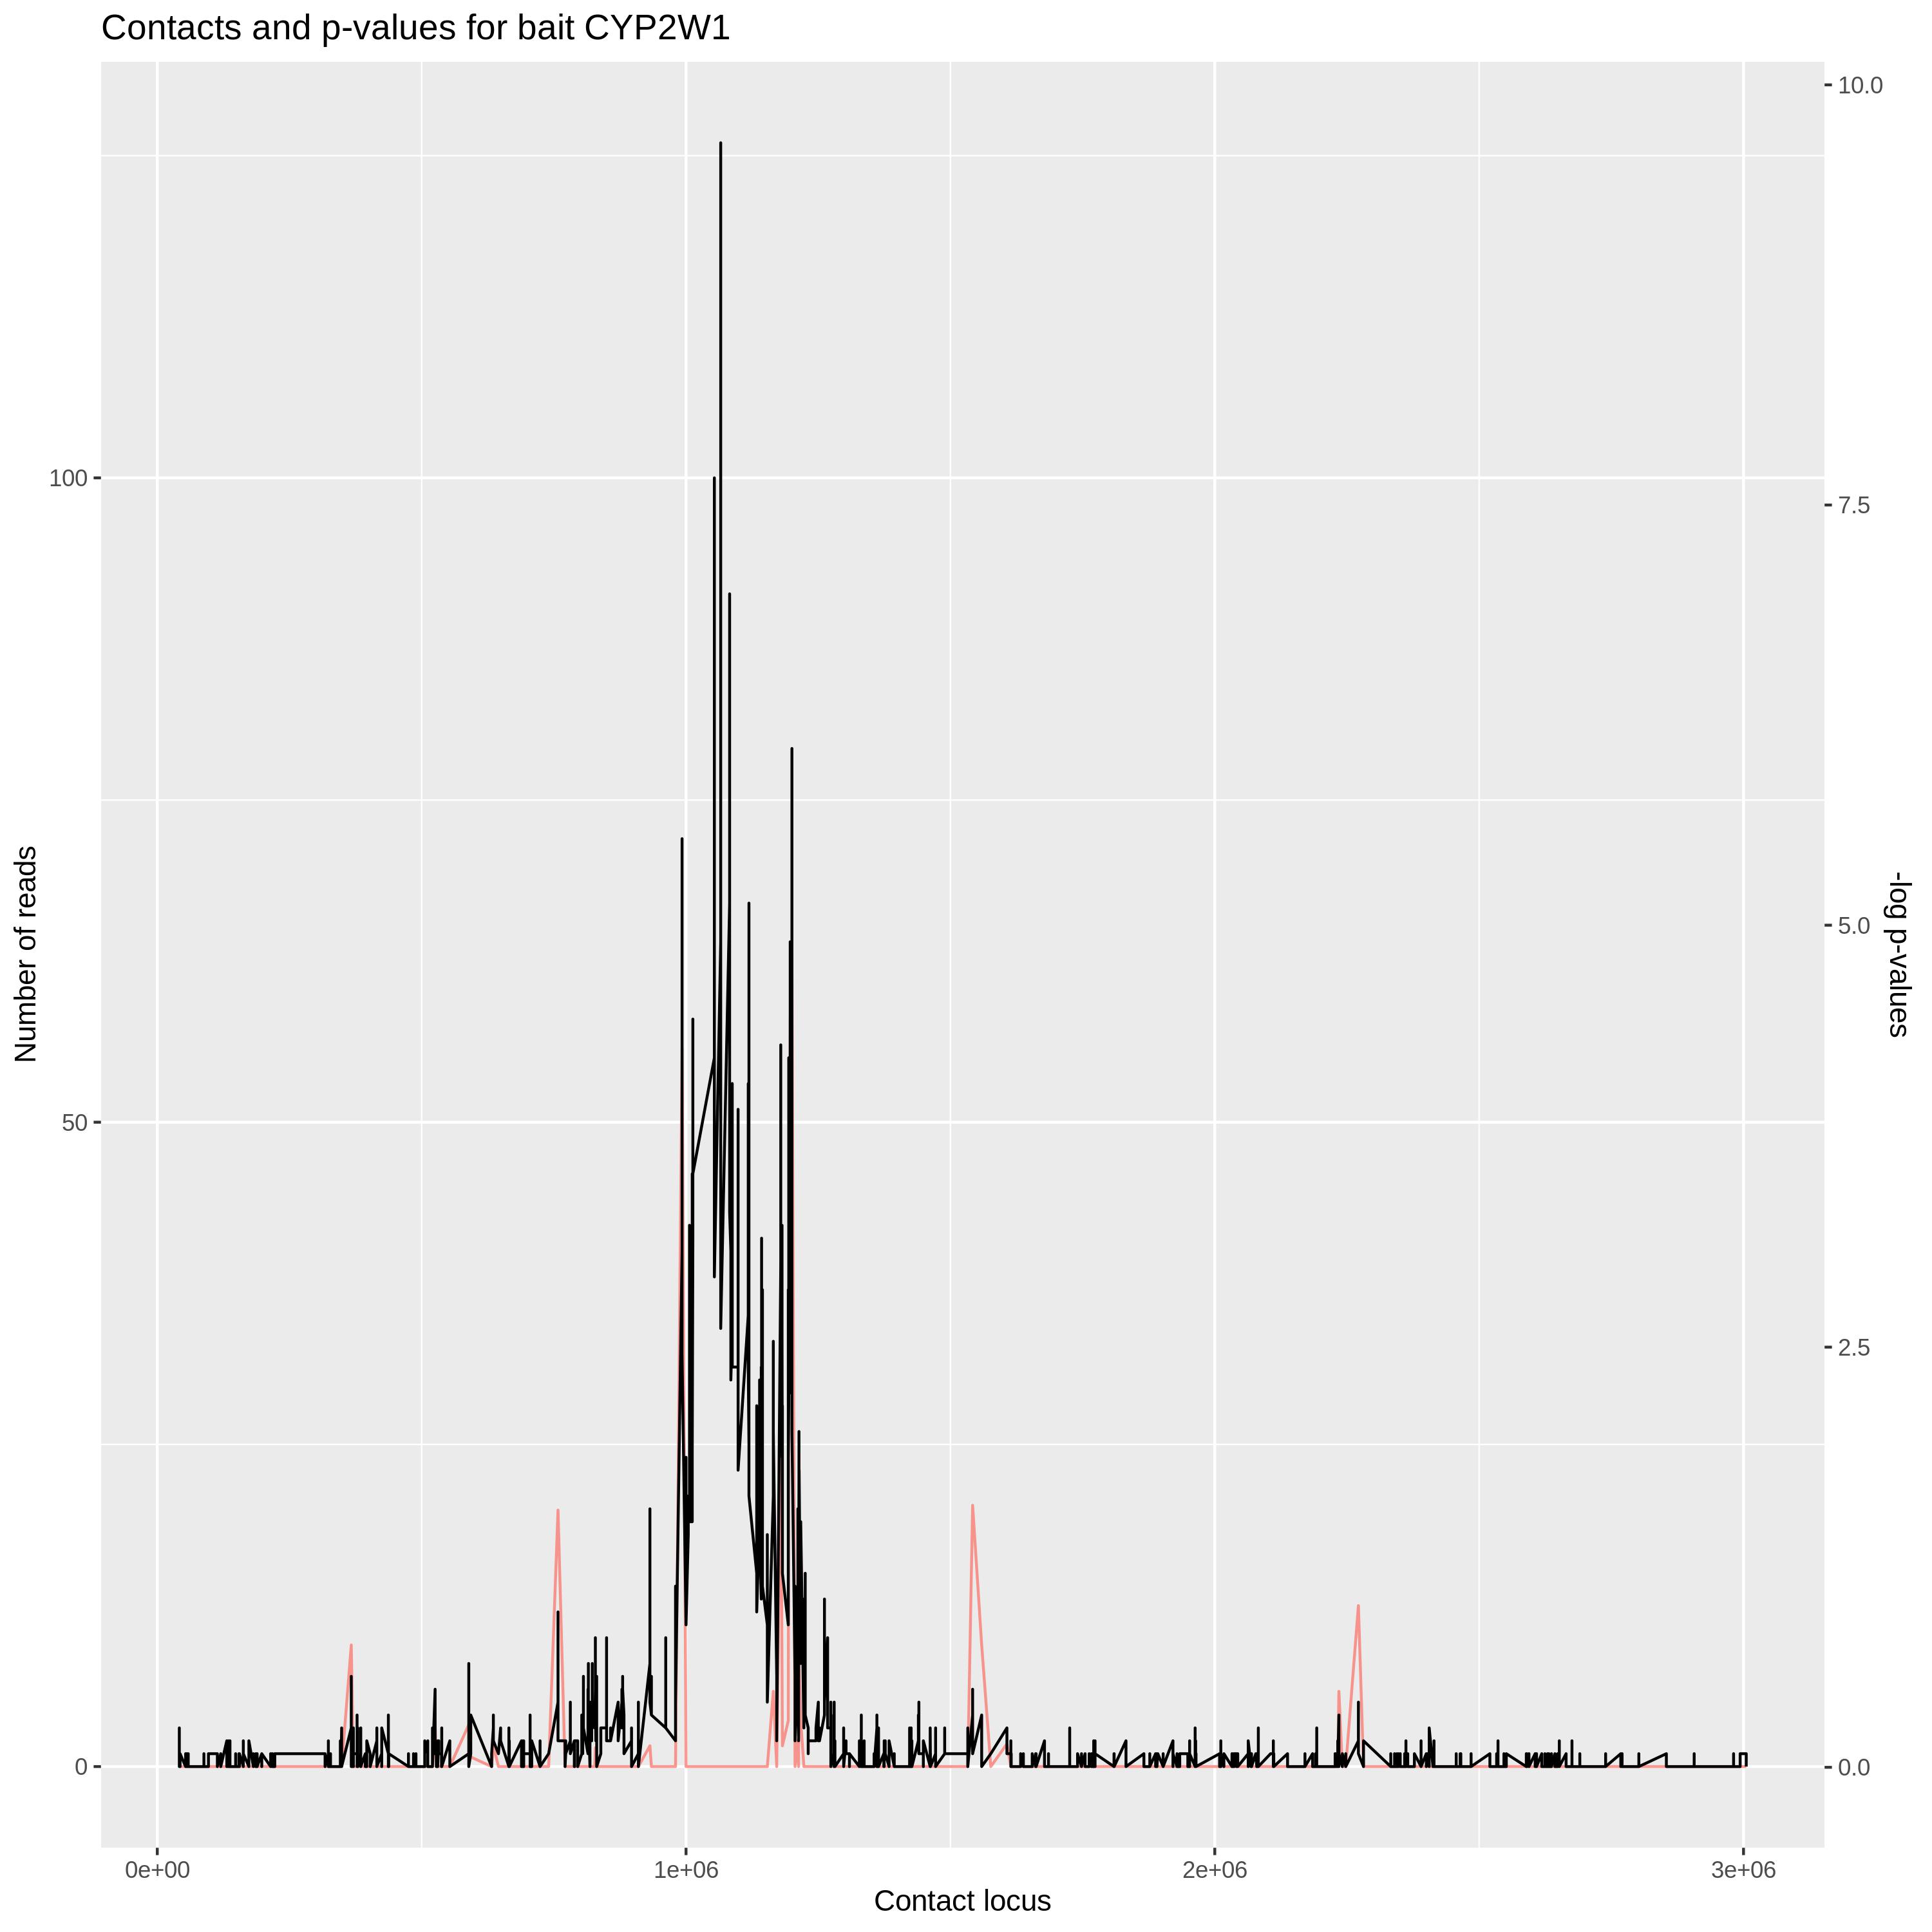 Contacts and p-values for bait CYP2W1
Number of reads
100
50
0
10.0
7.5
5.0
2.5
0.0
-log p-values
0e+00
1e+06
2e+06
3e+06
Contact locus